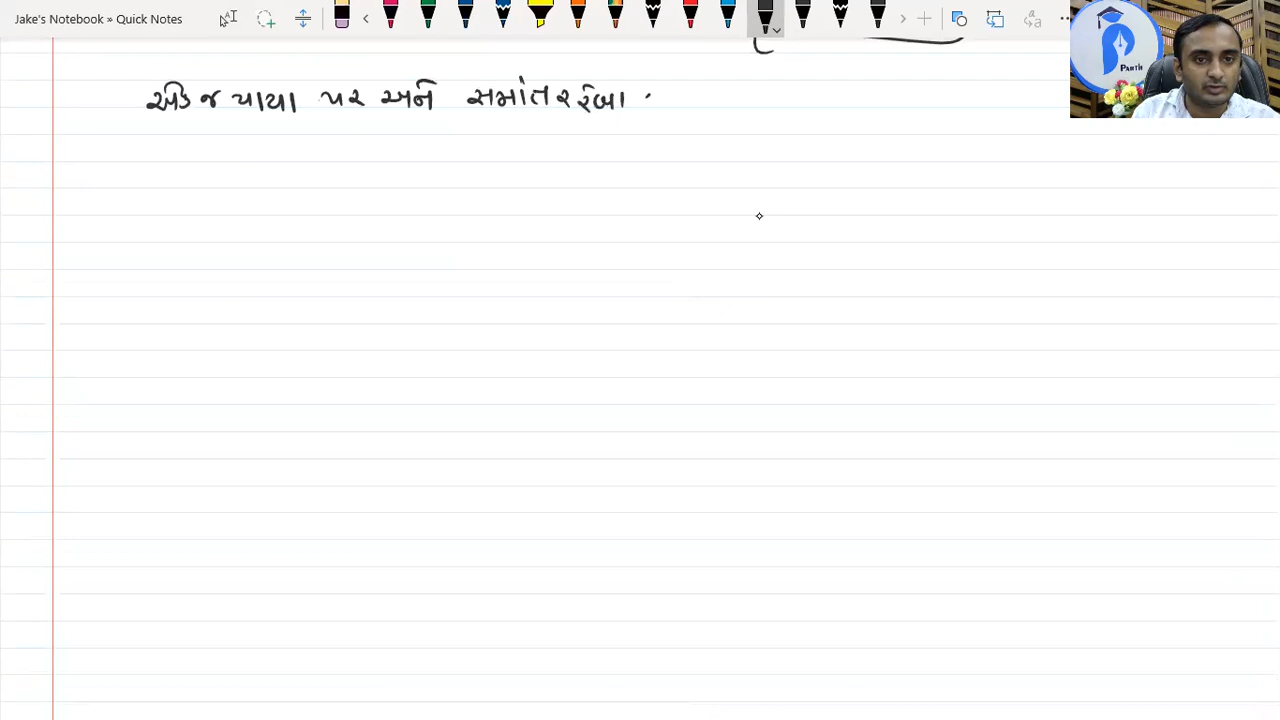 Jake's Notebook » Quick Notes
Parth
એક જ પાયા પર અને સમાંતર રેખા .